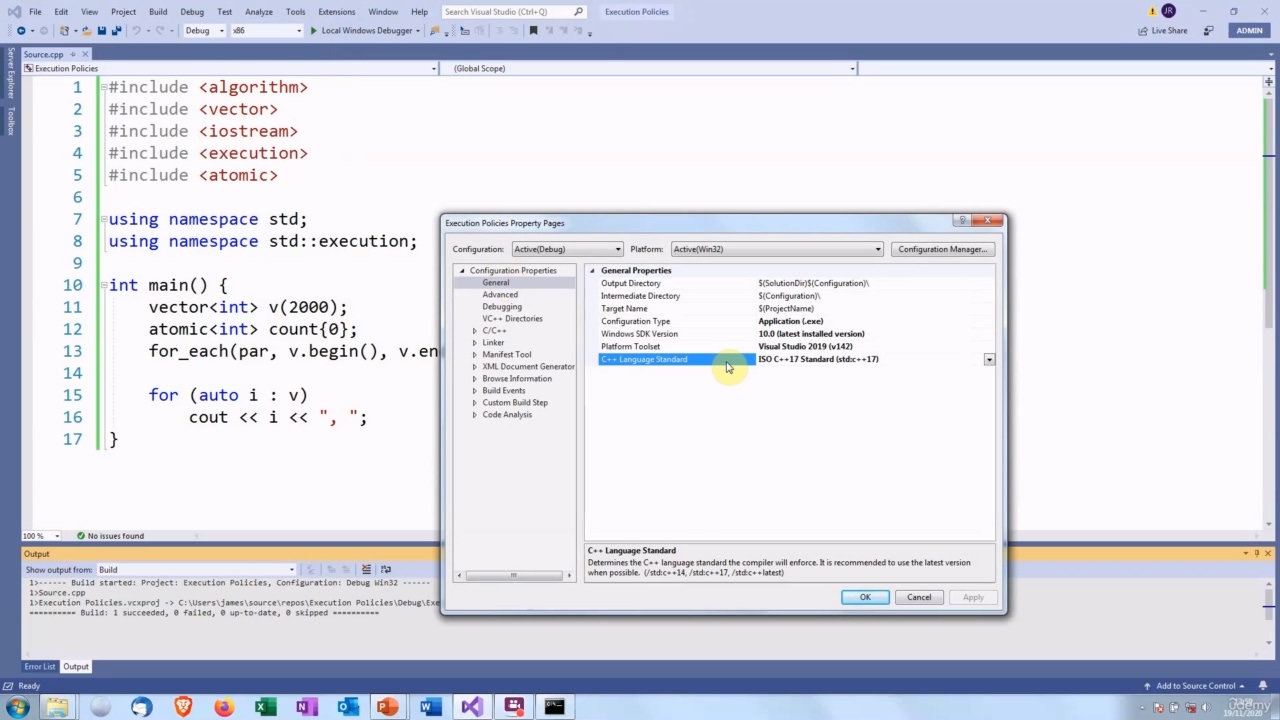 File Edit View Project Build Debug Test Analyze Tools Extensions Window Help Search Visual Studio (Ctrl+Q) Execution Policies JR
Debug x86 Local Windows Debugger Live Share ADMIN
Server Explorer
Toolbox
Source.cpp
Execution Policies (Global Scope)
1 #include <algorithm>
2 #include <vector>
3 #include <iostream>
4 #include <execution>
5 #include <atomic>
6
7 using namespace std;
8 using namespace std::execution;
9
10 int main() {
11 vector<int> v(2000);
12 atomic<int> count{0};
13 for_each(par, v.begin(), v.en
14
15 for (auto i : v)
16 cout << i << ", ";
17 }
Execution Policies Property Pages
Configuration: Active(Debug) Platform: Active(Win32) Configuration Manager...
Configuration Properties
General
Advanced
Debugging
VC++ Directories
C/C++
Linker
Manifest Tool
XML Document Generator
Browse Information
Build Events
Custom Build Step
Code Analysis
General Properties
Output Directory $(SolutionDir)$(Configuration)\
Intermediate Directory $(Configuration)\
Target Name $(ProjectName)
Configuration Type Application (.exe)
Windows SDK Version 10.0 (latest installed version)
Platform Toolset Visual Studio 2019 (v142)
C++ Language Standard ISO C++17 Standard (std:c++17)
C++ Language Standard
Determines the C++ language standard the compiler will enforce. It is recommended to use the latest version
when possible. (/std:c++14, /std:c++17, /std:c++latest)
OK Cancel Apply
100 % No issues found
Output
Show output from: Build
1>------ Build started: Project: Execution Policies, Configuration: Debug Win32 ------
1>Source.cpp
1>Execution Policies.vcxproj -> C:\Users\james\source\repos\Execution Policies\Debug\Exe
========== Build: 1 succeeded, 0 failed, 0 up-to-date, 0 skipped ==========
Error List Output
Ready Add to Source Control
udemy
19/11/2020